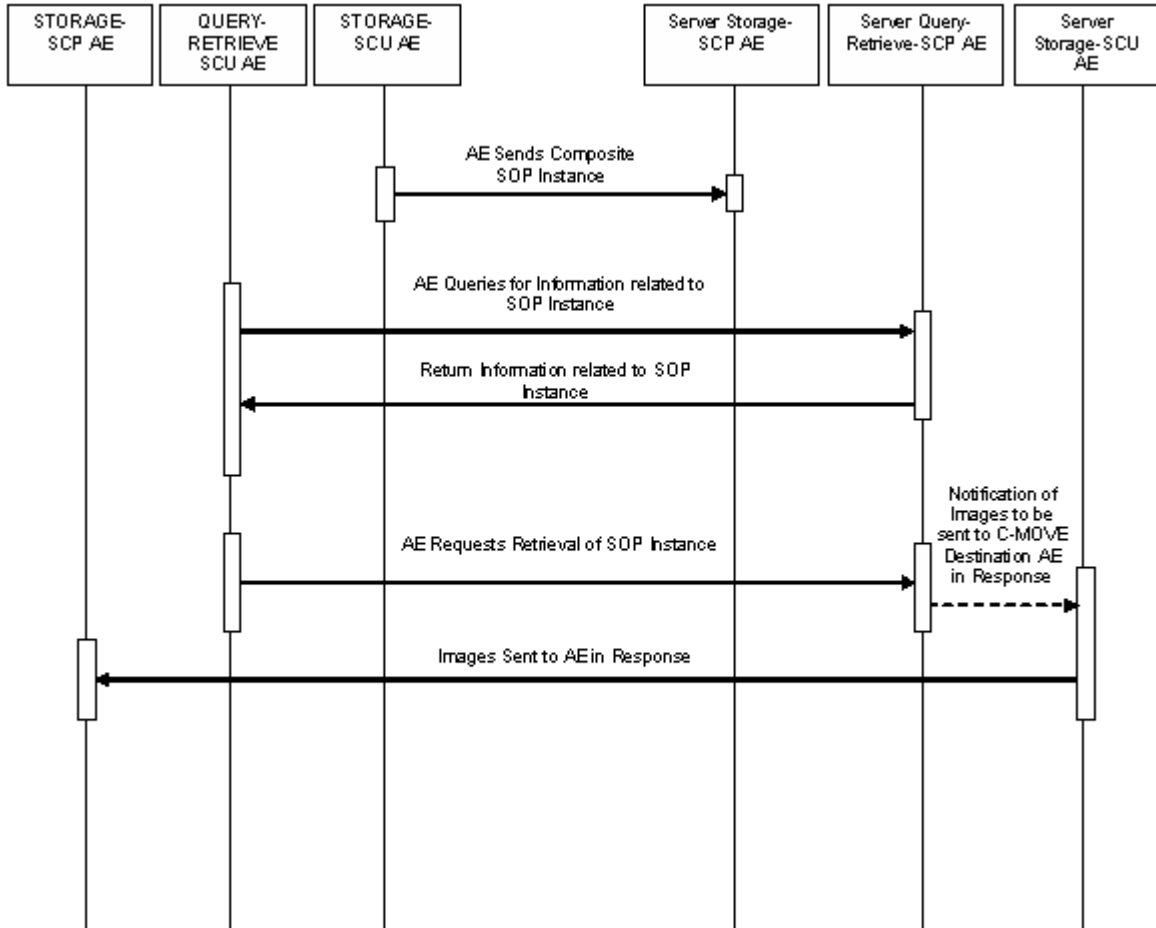 STORAGE-
SCP AE
QUERY-
RETRIEVE
SCU AE
STORAGE-
SCU AE
Server Storage-
SCP AE
Server Query-
Retrieve-SCP AE
Server
Storage-SCU
AE
AE Sends Composite
SOP Instance
AE Queries for Information related to
SOP Instance
Return Information related to SOP
Instance
Notification of
Images to be
sent to C-MOVE
Destination AE
in Response
AE Requests Retrieval of SOP Instance
Images Sent to AE in Response